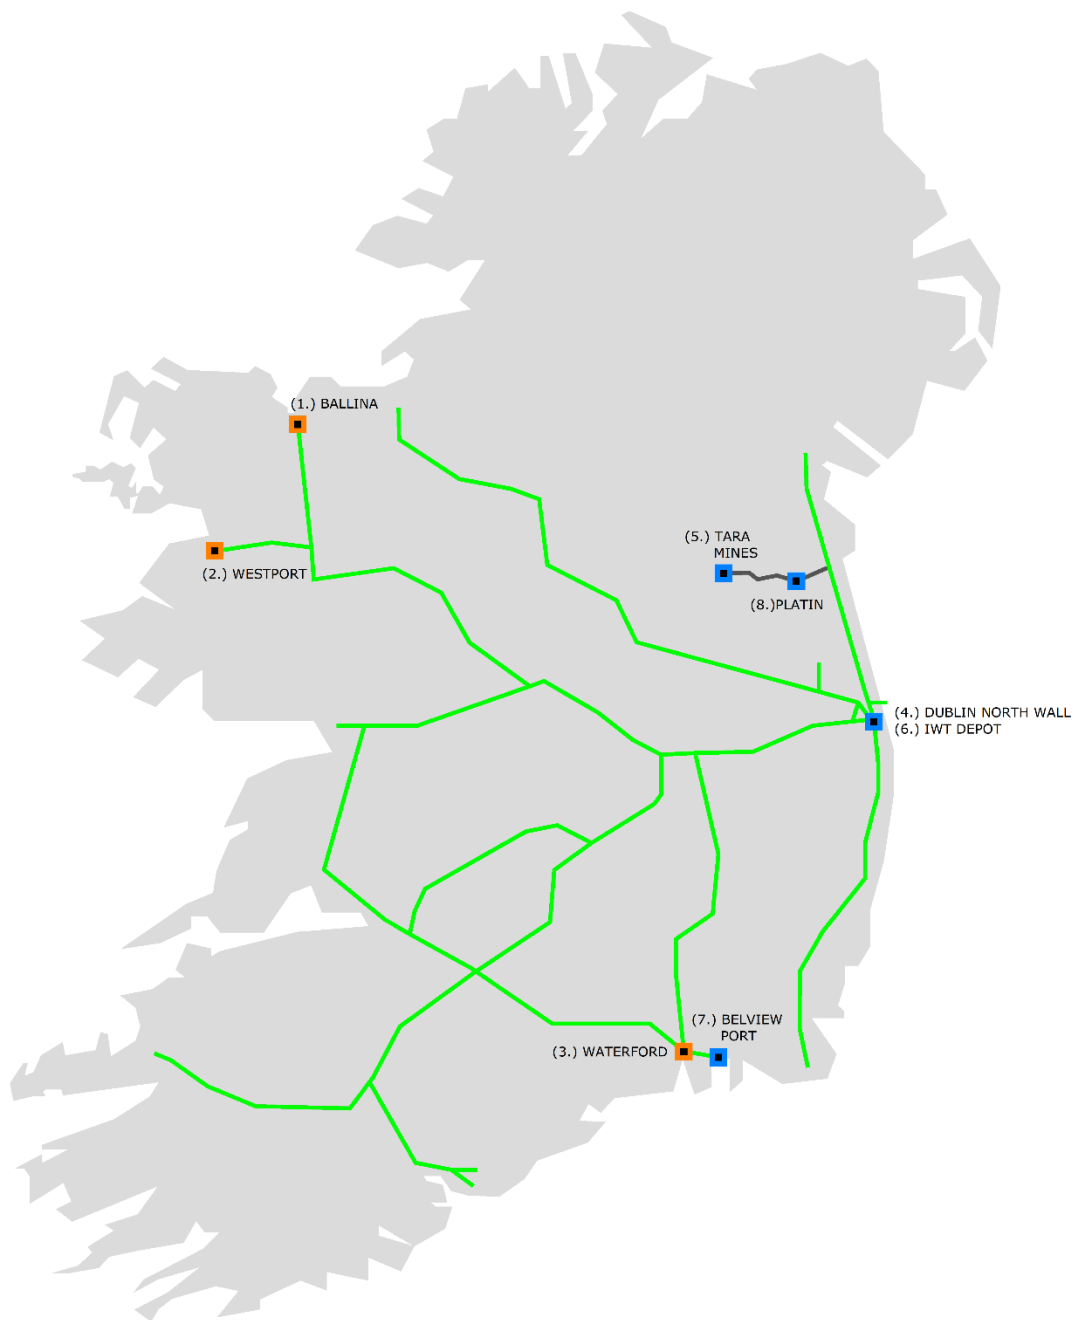 (1.) BALLINA
(5.) TARA
MINES
(2.) WESTPORT
(8.)PLATIN
(4.) DUBLIN NORTH WALL
(6.) IWT DEPOT
(7.) BELVIEW
PORT
(3.) WATERFORD